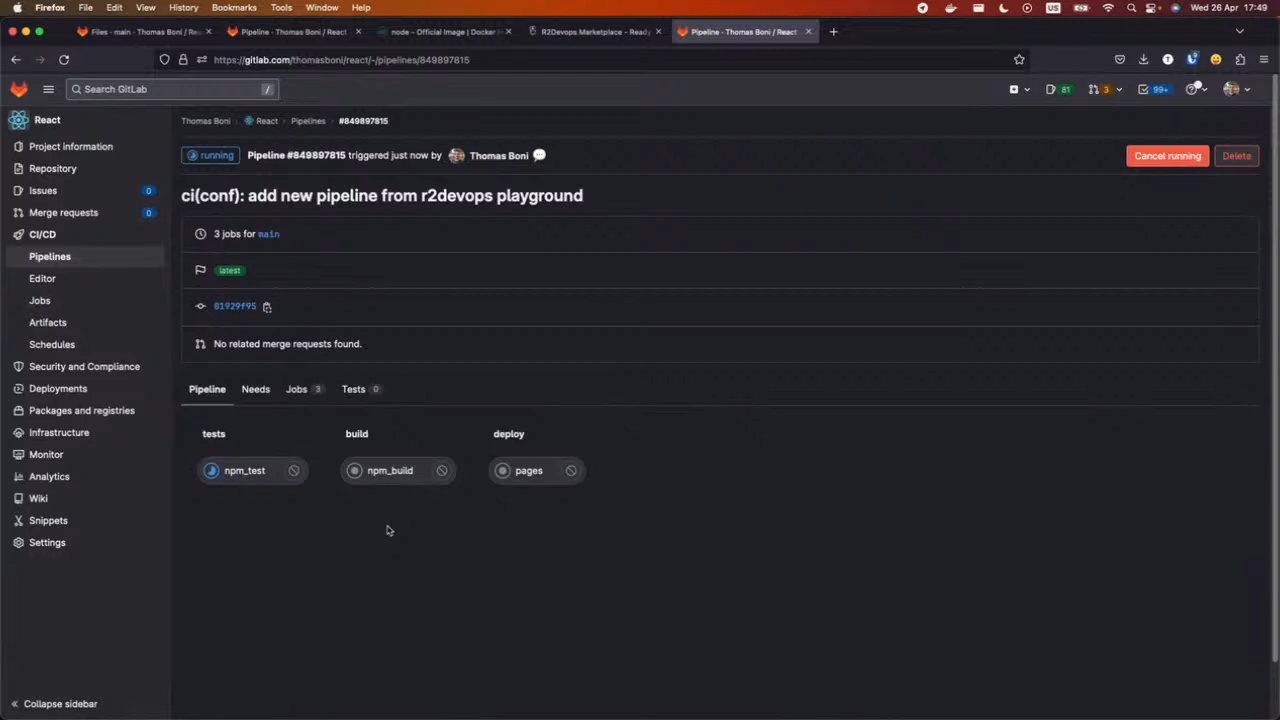 Firefox File Edit View History Bookmarks Tools Window Help US Wed 26 Apr 17:49
Files · main · Thomas Boni / Rea
Pipeline · Thomas Boni / React
node - Official Image | Docker H
R2Devops Marketplace - Ready
Pipeline · Thomas Boni / React
https://gitlab.com/thomasboni/react/-/pipelines/849897815
Search GitLab /
81 3 99+
React
Thomas Boni React Pipelines #849897815
Project information
Repository
Issues 0
Merge requests 0
CI/CD
Pipelines
Editor
Jobs
Artifacts
Schedules
Security and Compliance
Deployments
Packages and registries
Infrastructure
Monitor
Analytics
Wiki
Snippets
Settings
Collapse sidebar
running Pipeline #849897815 triggered just now by Thomas Boni
Cancel running Delete
ci(conf): add new pipeline from r2devops playground
3 jobs for main
latest
81929f95
No related merge requests found.
Pipeline Needs Jobs 3 Tests 0
tests build deploy
npm_test npm_build pages